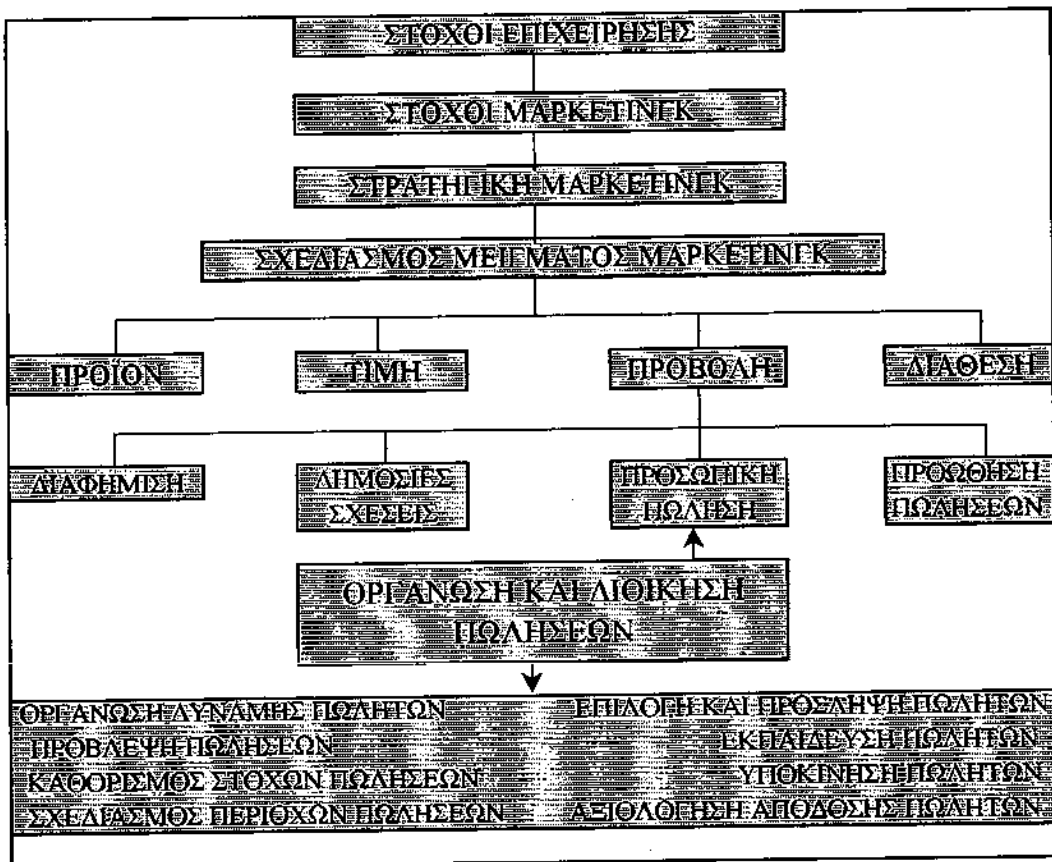 ΣΤΟΧΟΙ ΕΠΙΧΕΙΡΗΣΗΣ
ΣΤΟΧΟΙ ΜΑΡΚΕΤΙΝΓΚ
ΣΤΡΑΤΗΓΙΚΗ ΜΑΡΚΕΤΙΝΓΚ
ΣΧΕΔΙΑΣΜΟΣ ΜΕΙΓΜΑΤΟΣ ΜΑΡΚΕΤΙΝΓΚ
ΠΡΟΪΟΝ
ΤΙΜΗ
ΠΡΟΒΟΛΗ
ΔΙΑΘΕΣΗ
ΔΙΑΦΗΜΙΣΗ
ΔΗΜΟΣΙΕΣ
ΣΧΕΣΕΙΣ
ΠΡΟΣΩΠΙΚΗ
ΠΩΛΗΣΗ
ΠΡΟΩΘΗΣΗ
ΠΩΛΗΣΕΩΝ
ΟΡΓΑΝΩΣΗ ΚΑΙ ΔΙΟΙΚΗΣΗ
ΠΩΛΗΣΕΩΝ
ΟΡΓΑΝΩΣΗ ΔΥΝΑΜΗΣ ΠΩΛΗΤΩΝ
ΠΡΟΒΛΕΨΗ ΠΩΛΗΣΕΩΝ
ΚΑΘΟΡΙΣΜΟΣ ΣΤΟΧΩΝ ΠΩΛΗΣΕΩΝ
ΣΧΕΔΙΑΣΜΟΣ ΠΕΡΙΟΧΩΝ ΠΩΛΗΣΕΩΝ
ΕΠΙΛΟΓΗ ΚΑΙ ΠΡΟΣΛΗΨΗ ΠΩΛΗΤΩΝ
ΕΚΠΑΙΔΕΥΣΗ ΠΩΛΗΤΩΝ
ΥΠΟΚΙΝΗΣΗ ΠΩΛΗΤΩΝ
ΑΞΙΟΛΟΓΗΣΗ ΑΠΟΔΟΣΗΣ ΠΩΛΗΤΩΝ